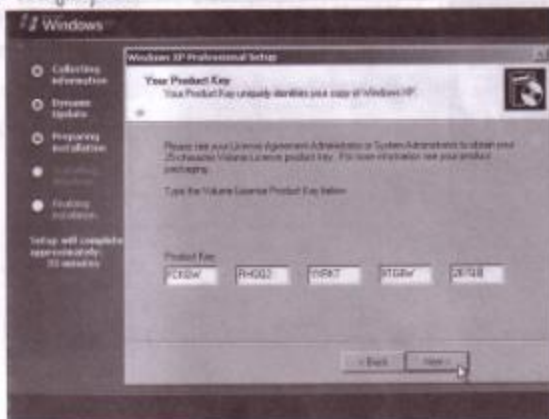 Windows
Collecting
information
Dynamic
Update
Preparing
installation
Finalizing
installation
Setup will complete
approximately:
minutes
Windows XP Professional Setup
Your Product Key
Your Product Key uniquely identifies your copy of Windows XP.
Please see your License Agreement Administrator or System Administrator to obtain your
25-character Volume License product key. For more information see your product
packaging.
Type the Volume License Product Key below.
Product Key:
< Back
Next >